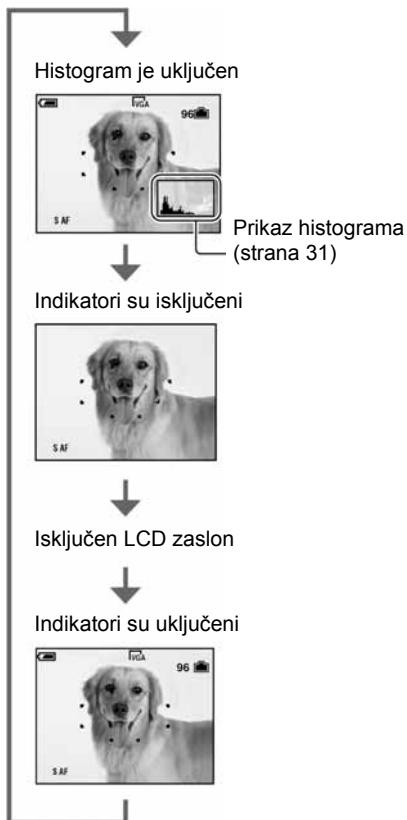 Histogram je uključen
VGA
96
S AF
Prikaz histograma
(strana 31)
Indikatori su isključeni
S AF
Isključen LCD zaslon
Indikatori su uključeni
VGA
96
S AF